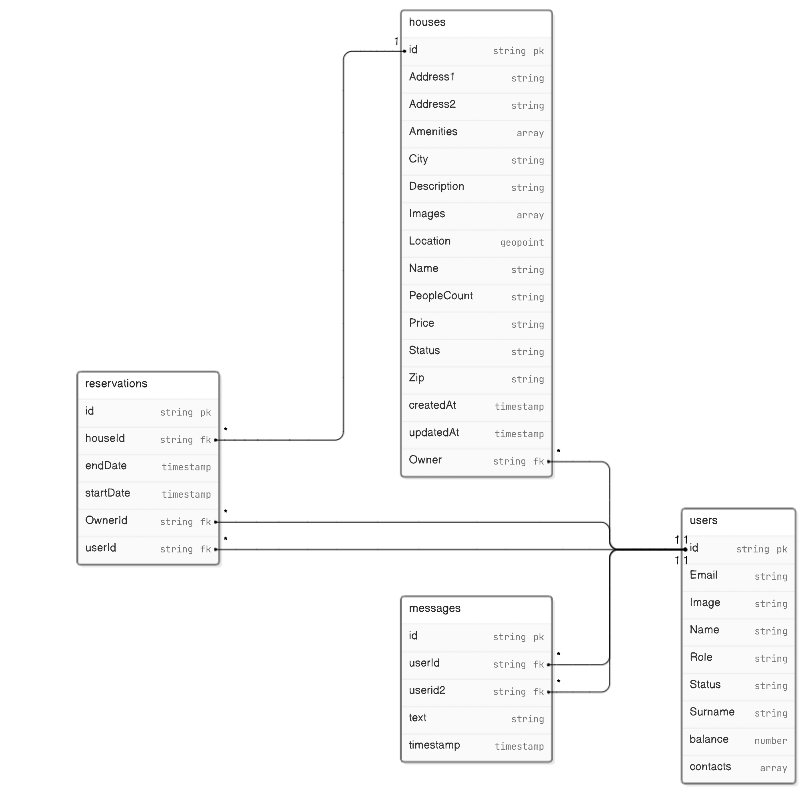 houses
1
id string pk
Address1 string
Address2 string
Amenities array
City string
Description string
Images array
Location geopoint
Name string
PeopleCount string
Price string
Status string
Zip string
createdAt timestamp
updatedAt timestamp
Owner string fk *
reservations
id string pk
houseId string fk *
endDate timestamp
startDate timestamp
OwnerId string fk *
userId string fk *
messages
id string pk
userId string fk *
userid2 string fk *
text string
timestamp timestamp
users
1 1
id string pk
1 1
Email string
Image string
Name string
Role string
Status string
Surname string
balance number
contacts array